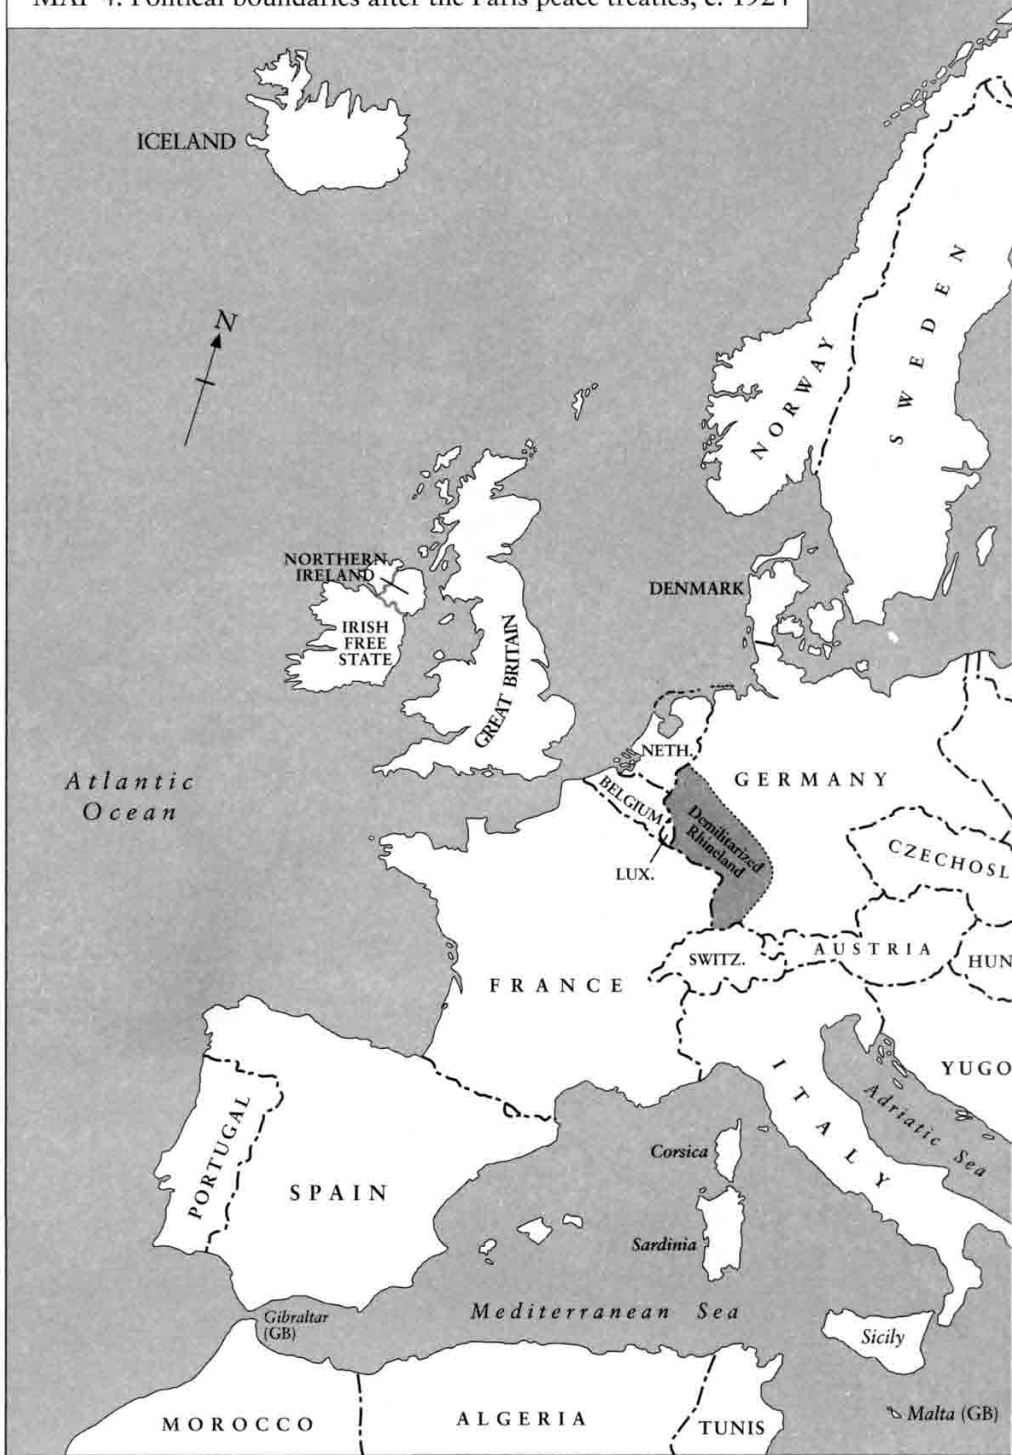 MAP 4. Political boundaries after the Paris peace treaties, c. 1924
ICELAND
N
NORWAY
SWEDEN
NORTHERN
IRELAND
DENMARK
IRISH
FREE
STATE
GREAT BRITAIN
NETH.
Atlantic
Ocean
BELGIUM
GERMANY
Demilitarized
Rhineland
LUX.
CZECHOSL
SWITZ.
AUSTRIA
HUN
FRANCE
YUGO
ITALY
Adriatic Sea
PORTUGAL
SPAIN
Corsica
Sardinia
Mediterranean Sea
Gibraltar
(GB)
Sicily
MOROCCO
ALGERIA
TUNIS
Malta (GB)